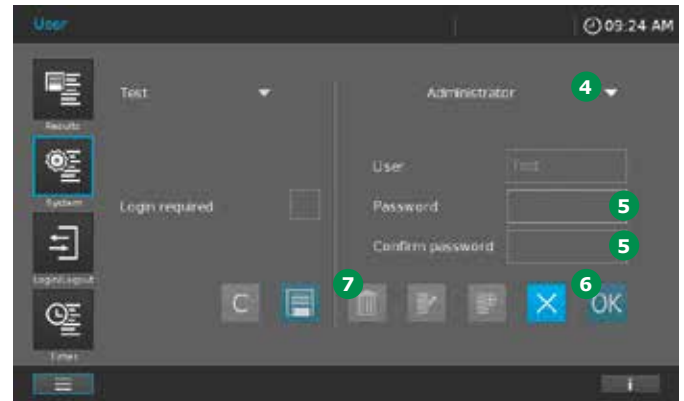 User 09:24 AM
Results
Test Administrator 4
System
User Test
Login required Password 5
Confirm password 5
Login/Logout
7 6
C OK
Times
i